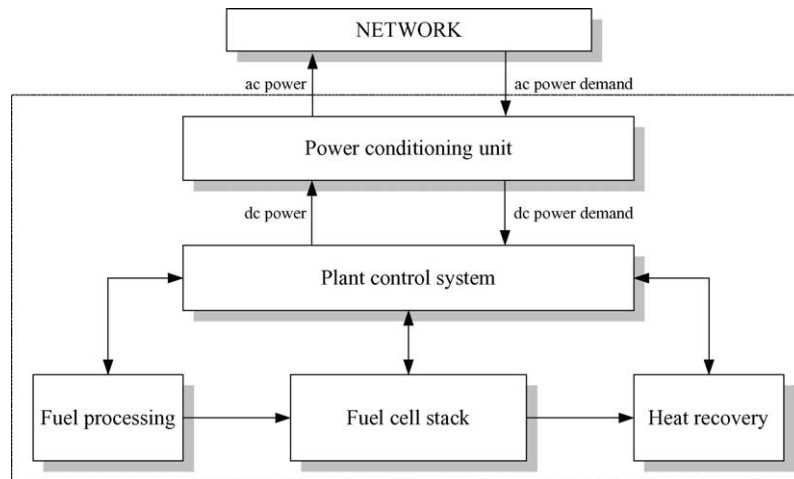 NETWORK
ac power
ac power demand
Power conditioning unit
dc power
dc power demand
Plant control system
Fuel processing
Fuel cell stack
Heat recovery